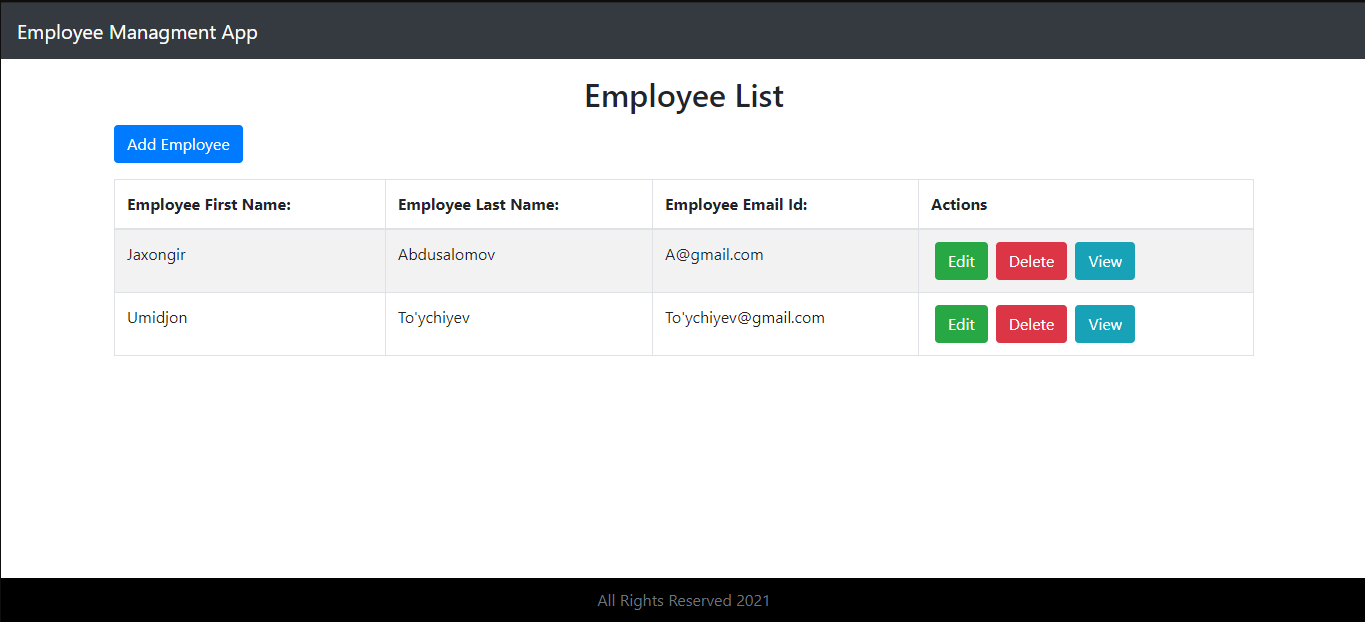 Employee Managment App
Employee List
Add Employee
Employee First Name: Employee Last Name: Employee Email Id: Actions
Jaxongir Abdusalomov A@gmail.com Edit Delete View
Umidjon To'ychiyev To'ychiyev@gmail.com Edit Delete View
All Rights Reserved 2021